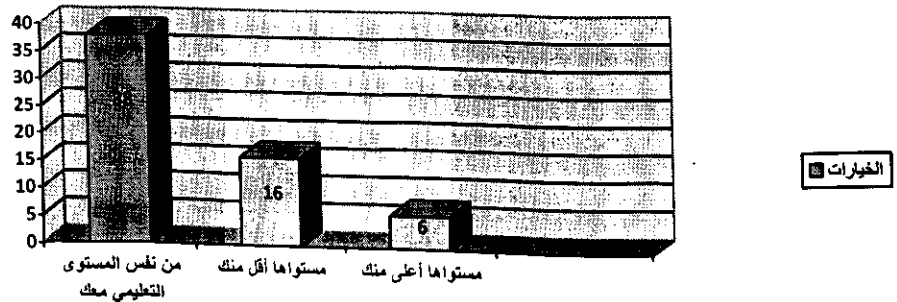 40
35
30
25
20
15
10
5
0
16
6
من نفس المستوى
التعليمي معك
مستواها أقل منك
مستواها أعلى منك
الخيارات